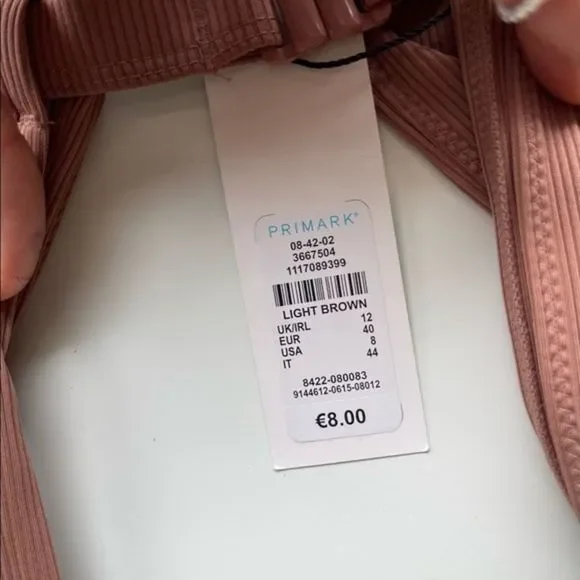 PRIMARK®
08-42-02
3667504
1117089399
LIGHT BROWN
UK/IRL 12
EUR 40
USA 8
IT 44
8422-080083
9144612-0615-08012
€8.00